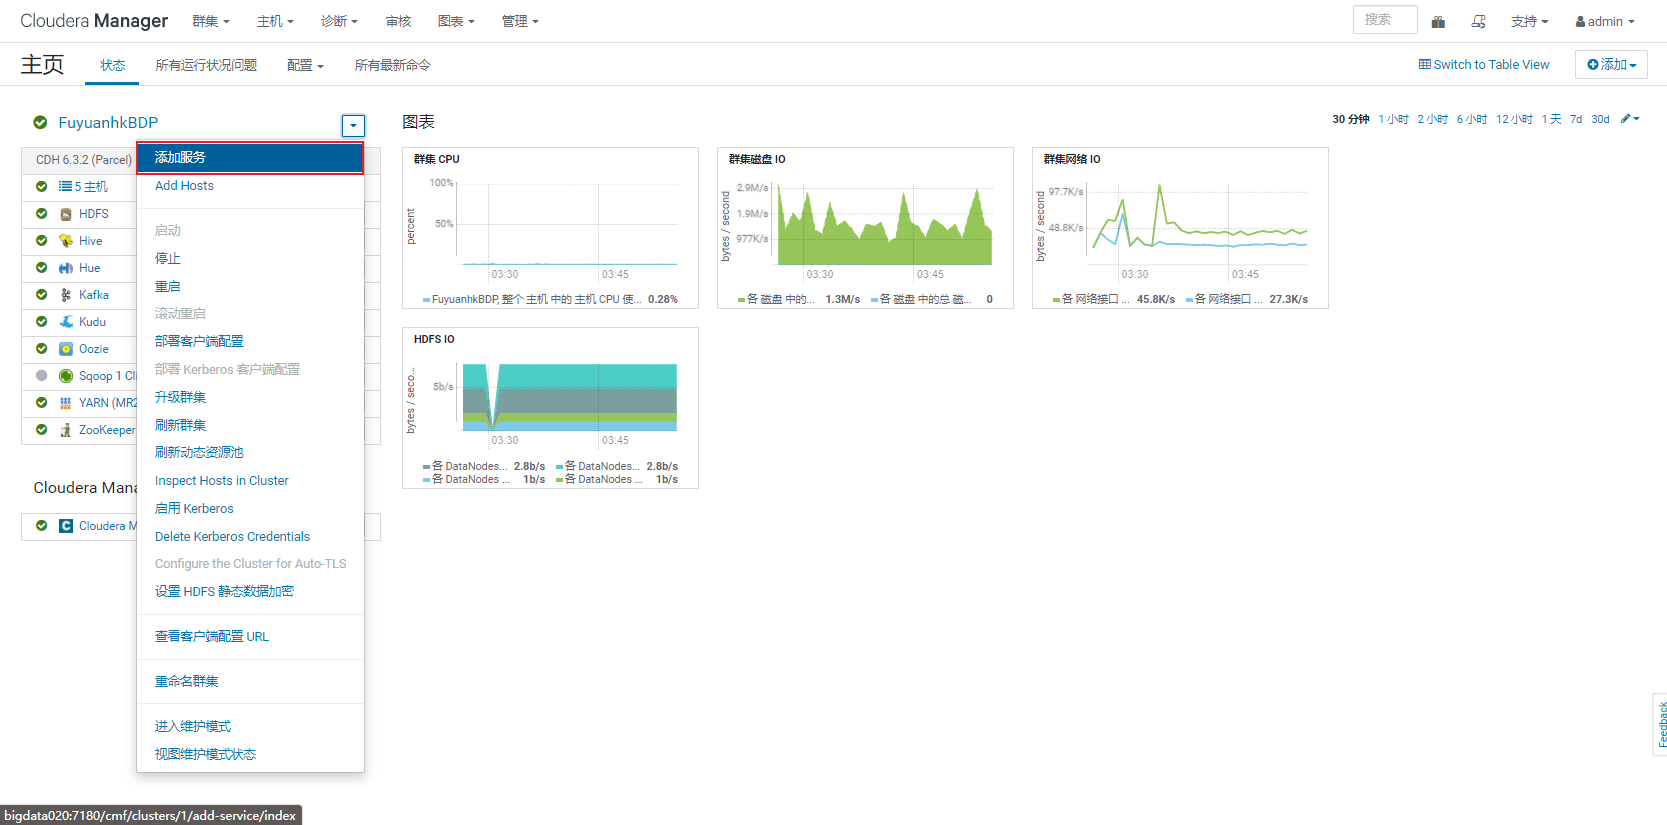 Cloudera Manager 群集 主机 诊断 审核 图表 管理 搜索 支持 admin
主页 状态 所有运行状况问题 配置 所有最新命令 Switch to Table View 添加
FuyuanhkBDP
CDH 6.3.2 (Parcel)
5 主机
HDFS
Hive
Hue
Kafka
Kudu
Oozie
Sqoop 1 Cli
YARN (MR2
ZooKeeper
Cloudera Mana
Cloudera M
添加服务
Add Hosts
启动
停止
重启
滚动重启
部署客户端配置
部署 Kerberos 客户端配置
升级群集
刷新群集
刷新动态资源池
Inspect Hosts in Cluster
启用 Kerberos
Delete Kerberos Credentials
Configure the Cluster for Auto-TLS
设置 HDFS 静态数据加密
查看客户端配置 URL
重命名群集
进入维护模式
视图维护模式状态
图表 30 分钟 1 小时 2 小时 6 小时 12 小时 1 天 7d 30d
群集 CPU
percent
100%
50%
03:30 03:45
FuyuanhkBDP, 整个 主机 中的 主机 CPU 使... 0.28%
群集磁盘 IO
bytes / second
2.9M/s
1.9M/s
977K/s
03:30 03:45
各 磁盘 中的... 1.3M/s 各 磁盘 中的总 磁... 0
群集网络 IO
bytes / second
97.7K/s
48.8K/s
03:30 03:45
各 网络接口 ... 45.8K/s 各 网络接口 ... 27.3K/s
HDFS IO
bytes / seco...
5b/s
03:30 03:45
各 DataNodes... 2.8b/s 各 DataNodes... 2.8b/s
各 DataNodes ... 1b/s 各 DataNodes ... 1b/s
Feedback
bigdata020:7180/cmf/clusters/1/add-service/index